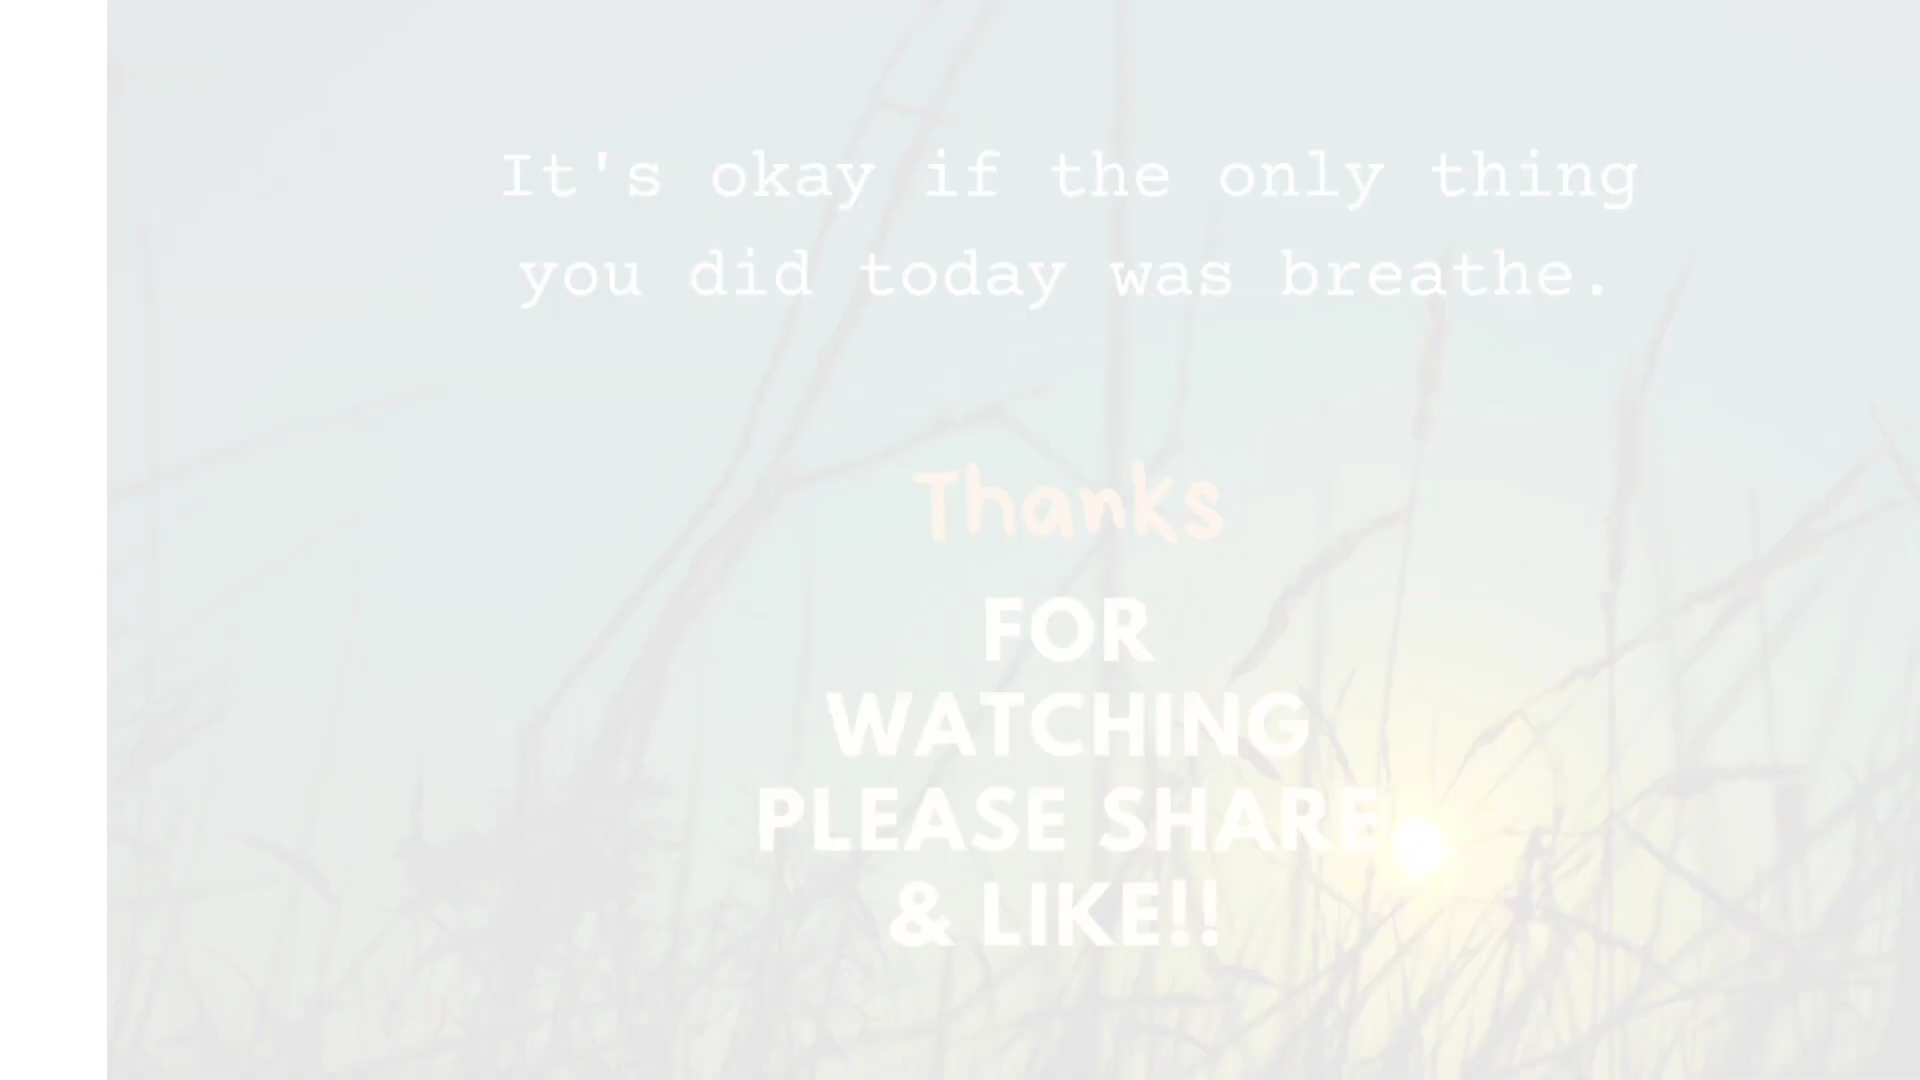 It's okay if the only thing
you did today was breathe.
Thanks
FOR
WATCHING
PLEASE SHARE
& LIKE!!